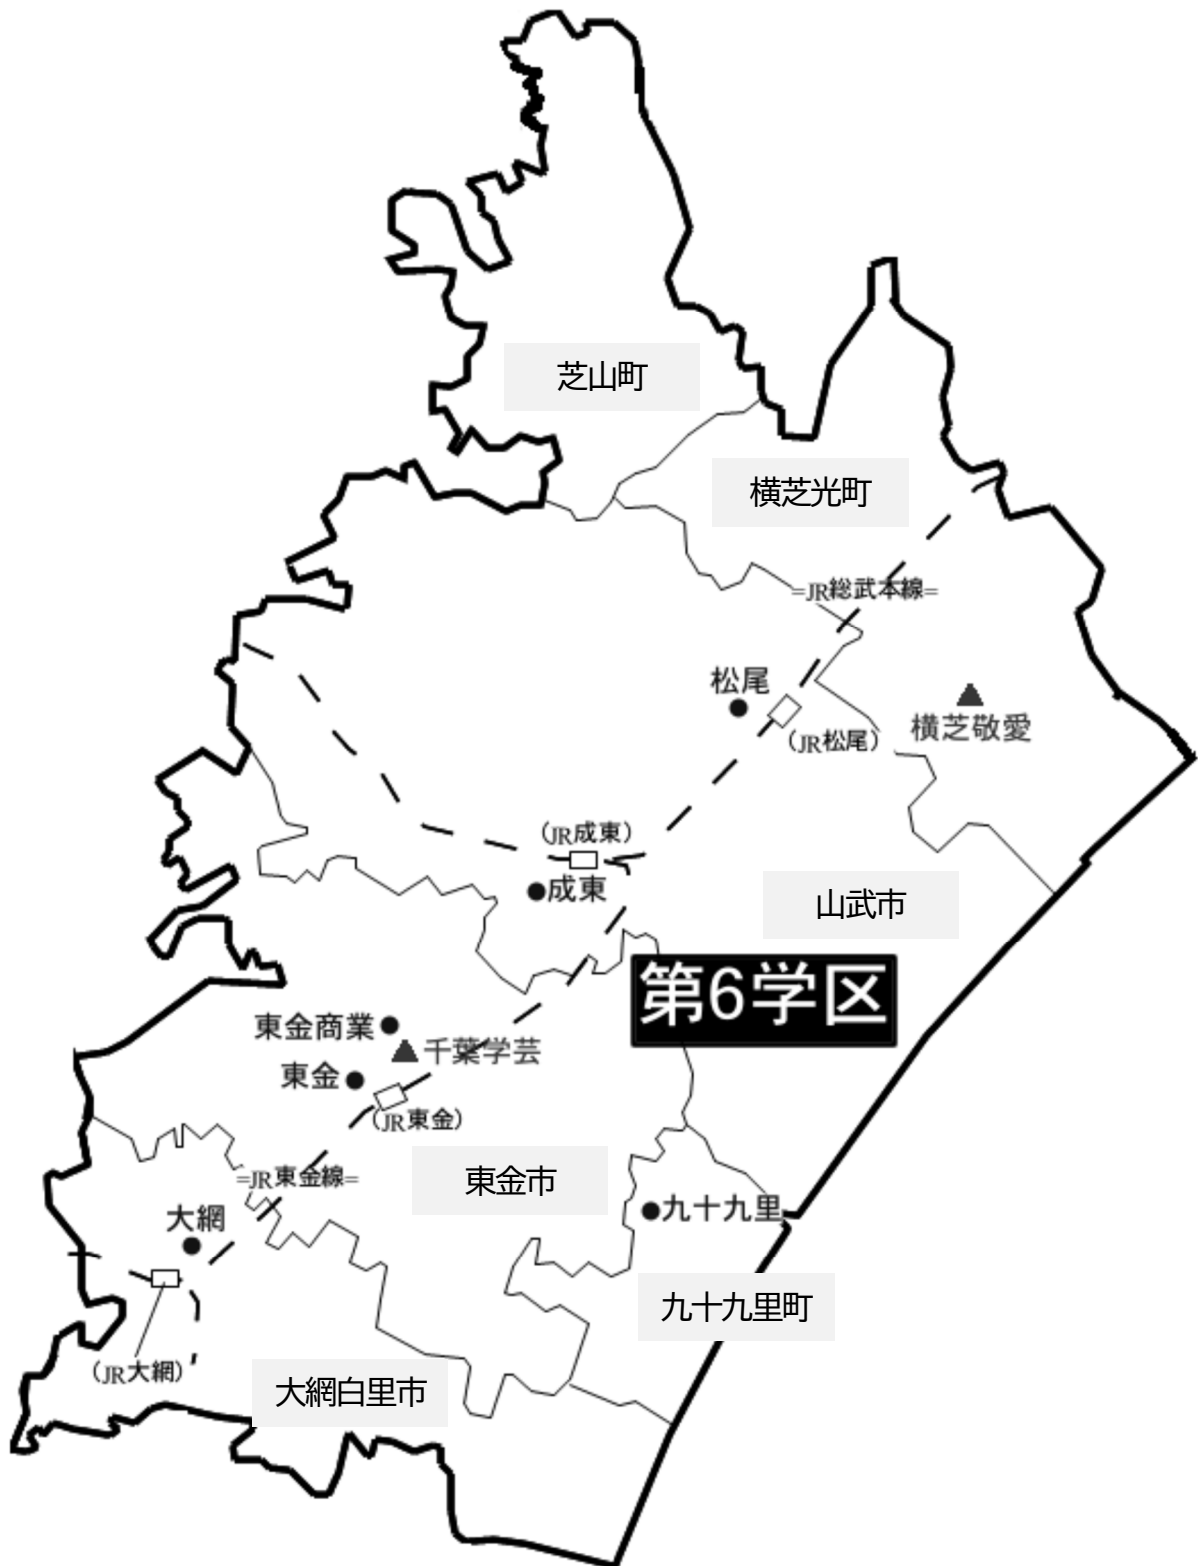 芝山町
横芝光町
=JR総武本線=
松尾
(JR松尾)
横芝敬愛
(JR成東)
成東
山武市
第6学区
東金商業
千葉学芸
東金
(JR東金)
東金市
=JR東金線=
九十九里
大網
九十九里町
(JR大網)
大網白里市